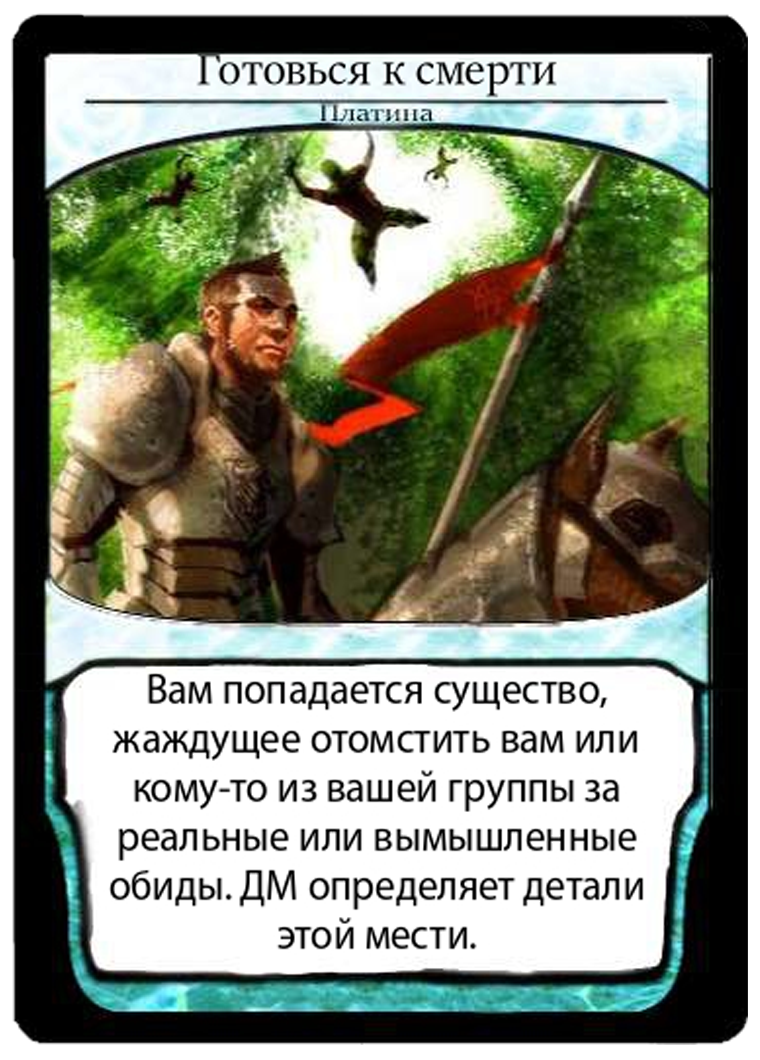 Готовься к смерти
Платина
Вам попадается существо,
жаждущее отомстить вам или
кому-то из вашей группы за
реальные или вымышленные
обиды. ДМ определяет детали
этой мести.